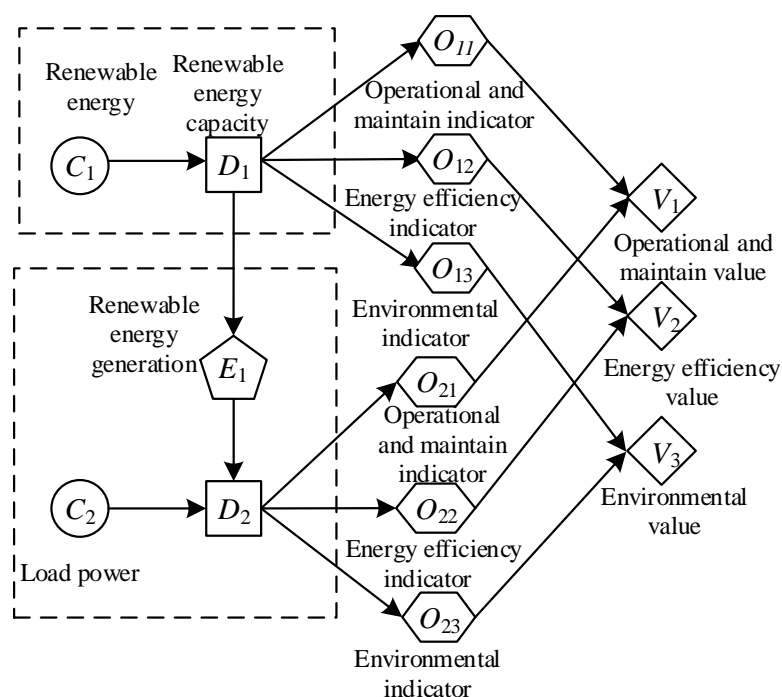 O11
Renewable
energy
Renewable
energy
capacity
Operational and
maintain indicator
C1
D1
O12
Energy efficiency
indicator
V1
Operational and
maintain value
O13
Environmental
indicator
Renewable
energy
generation
E1
V2
Energy efficiency
value
O21
Operational
and maintain
indicator
V3
Environmental
value
C2
D2
O22
Energy efficiency
indicator
Load power
O23
Environmental
indicator